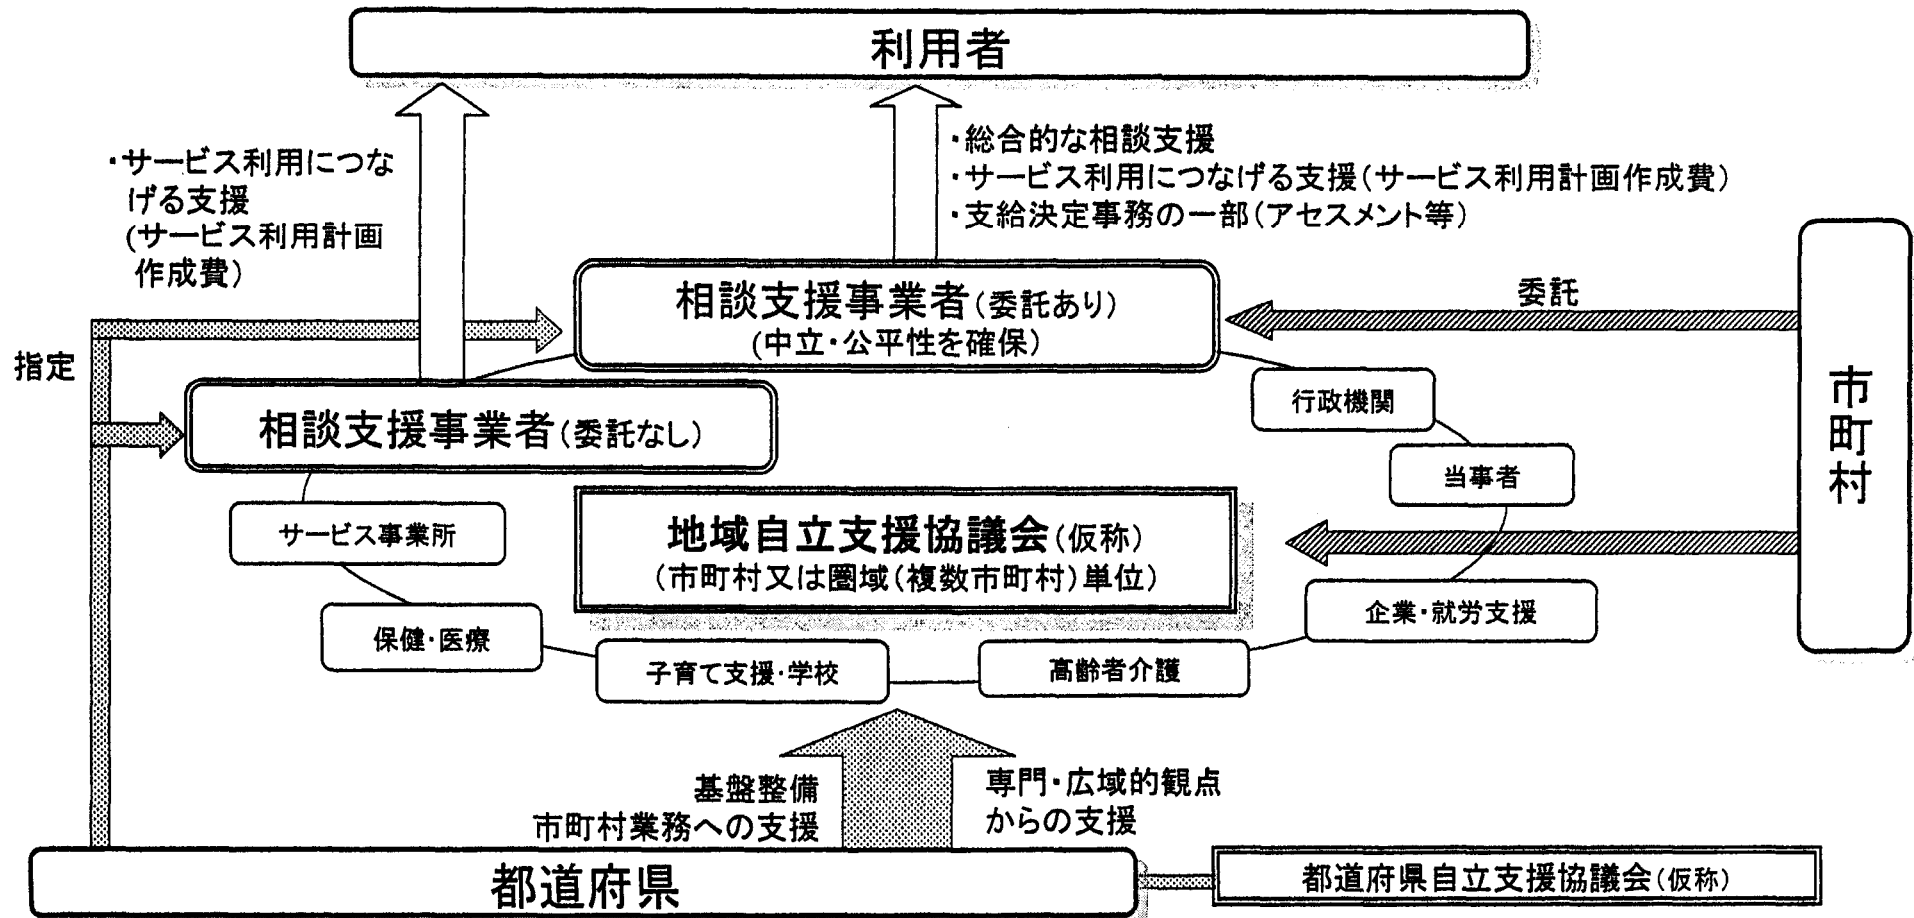 利用者
・サービス利用につな
げる支援
(サービス利用計画
作成費)
・総合的な相談支援
・サービス利用につなげる支援(サービス利用計画作成費)
・支給決定事務の一部(アセスメント等)
相談支援事業者(委託あり)
(中立・公平性を確保)
委託
指定
市町村
行政機関
相談支援事業者(委託なし)
当事者
サービス事業所
地域自立支援協議会(仮称)
(市町村又は圏域(複数市町村)単位)
企業・就労支援
保健・医療
子育て支援・学校
高齢者介護
基盤整備
市町村業務への支援
専門・広域的観点
からの支援
都道府県
都道府県自立支援協議会(仮称)